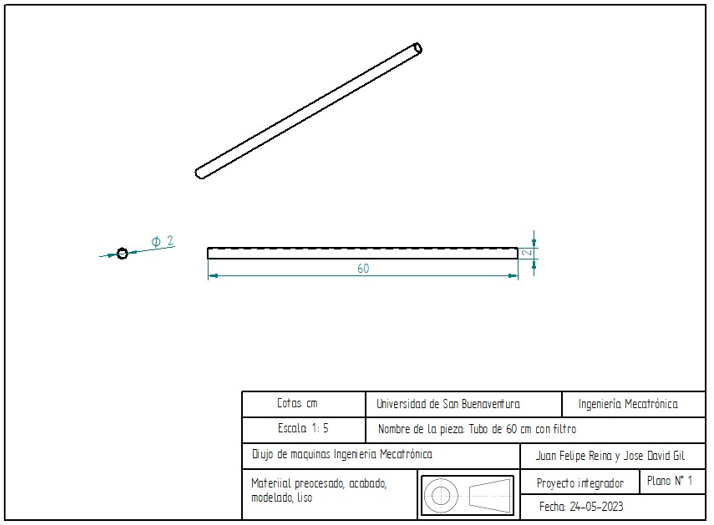 Ø 2
2
60
Cotas cm
Universidad de San Buenaventura
Ingeniería Mecatrónica
Escala: 1: 5
Nombre de la pieza: Tubo de 60 cm con filtro
Diujo de maquinas Ingenieria Mecatrónica
Juan Felipe Reina y Jose David Gil
Materiial preocesado, acabado,
modelado, liso
Proyecto integrador
Plano N° 1
Fecha: 24-05-2023